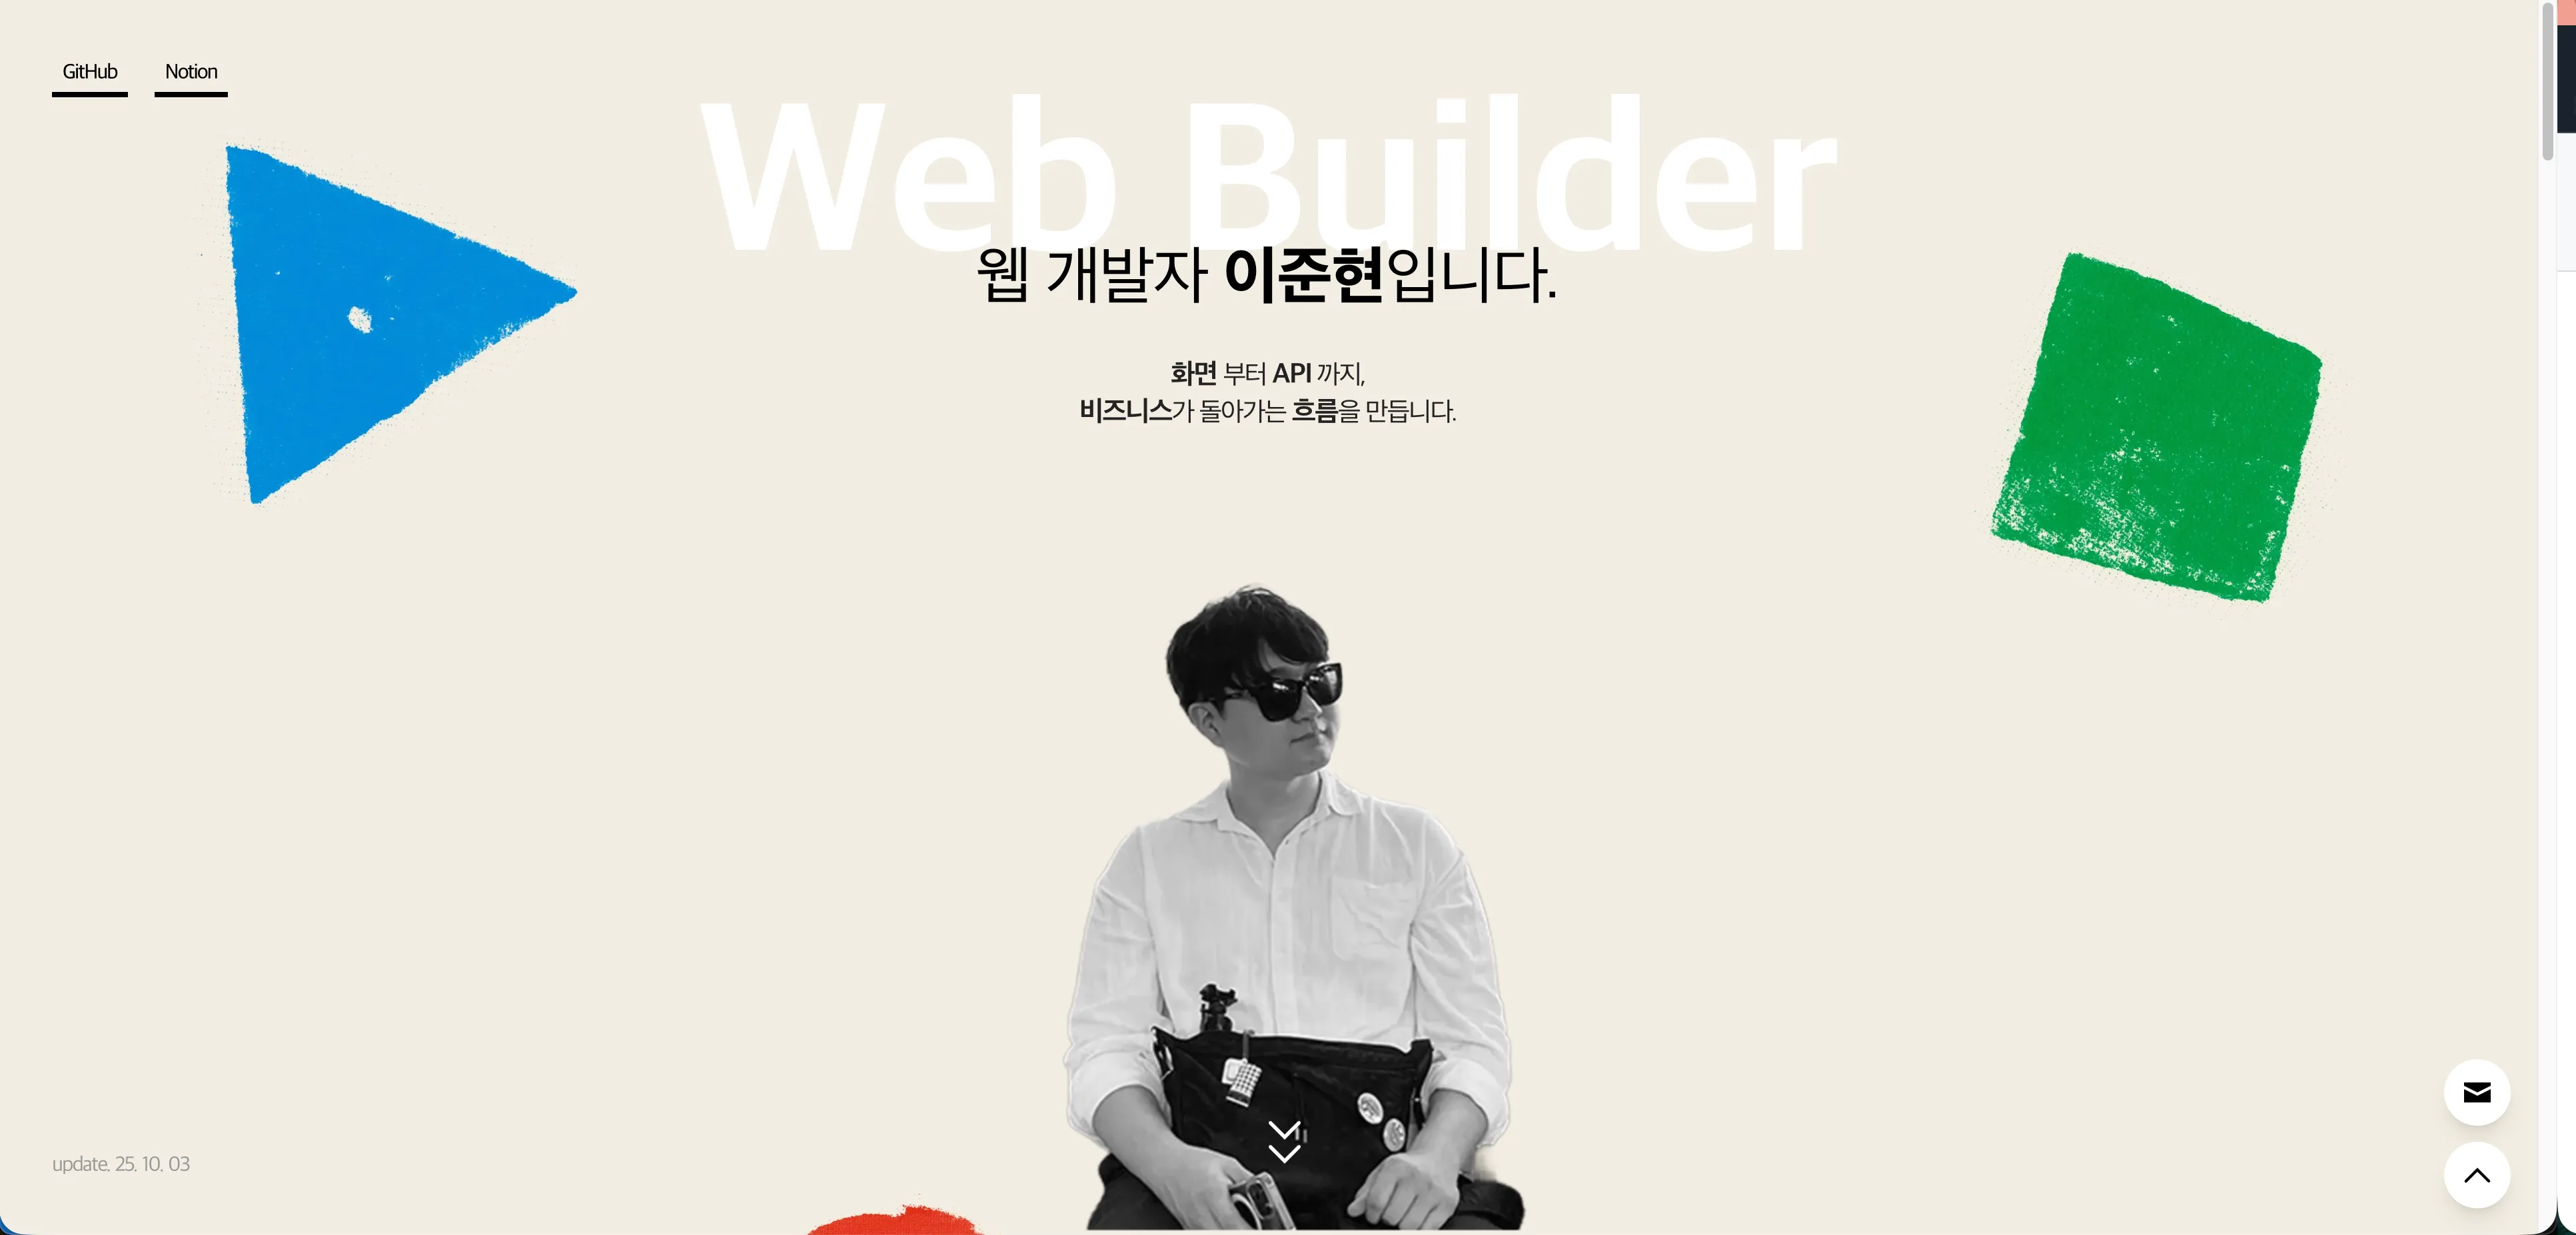 GitHub
Notion
Web Builder
웹 개발자 이준현입니다.
화면 부터 API 까지,
비즈니스가 돌아가는 흐름을 만듭니다.
update. 25. 10. 03